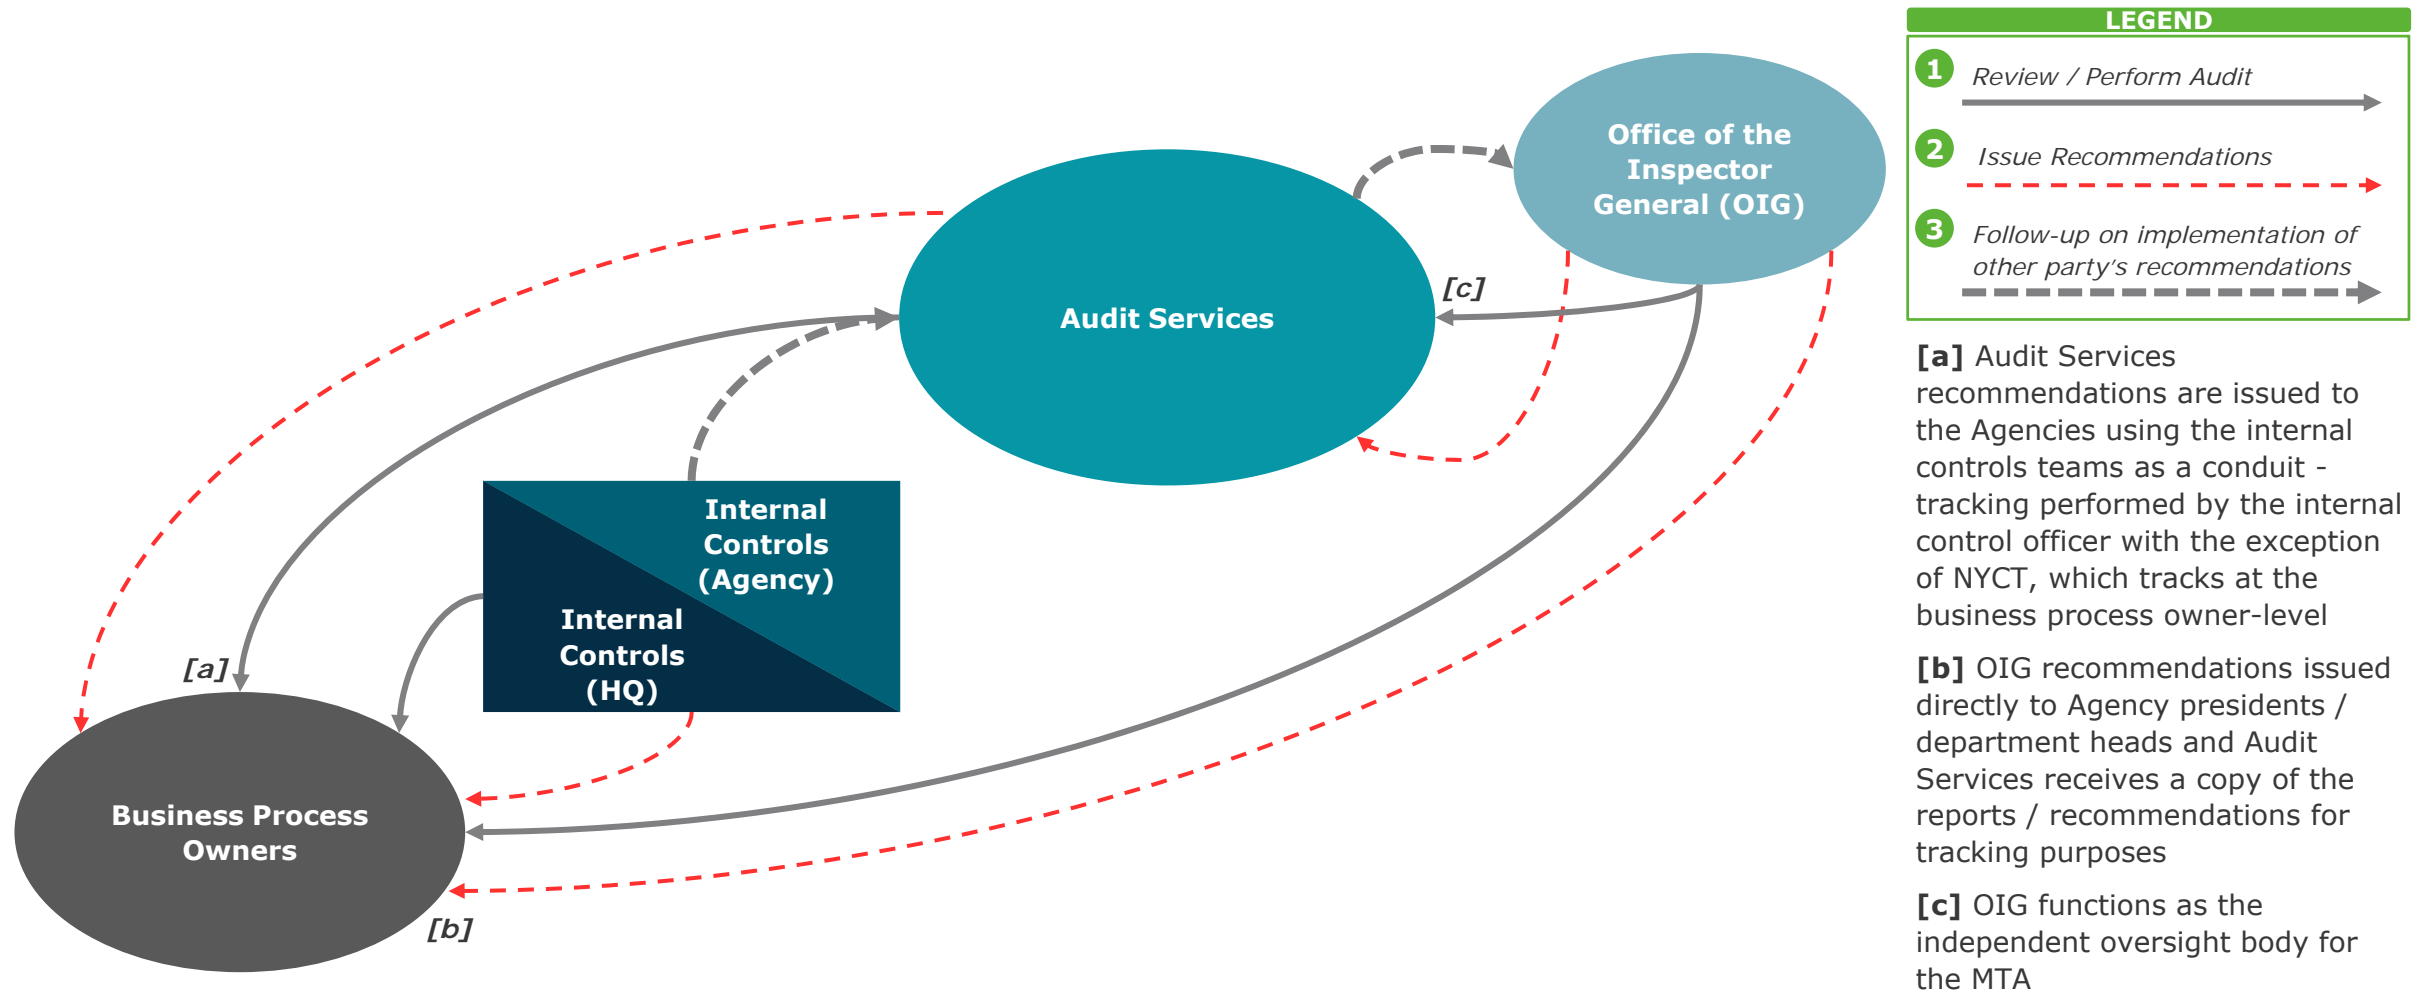 LEGEND
1 Review / Perform Audit
2 Issue Recommendations
3 Follow-up on implementation of
other party's recommendations
Office of the
Inspector
General (OIG)
Audit Services
[c]
Internal
Controls
(Agency)
Internal
Controls
(HQ)
[a]
Business Process
Owners
[b]
[a] Audit Services
recommendations are issued to
the Agencies using the internal
controls teams as a conduit -
tracking performed by the internal
control officer with the exception
of NYCT, which tracks at the
business process owner-level
[b] OIG recommendations issued
directly to Agency presidents /
department heads and Audit
Services receives a copy of the
reports / recommendations for
tracking purposes
[c] OIG functions as the
independent oversight body for
the MTA